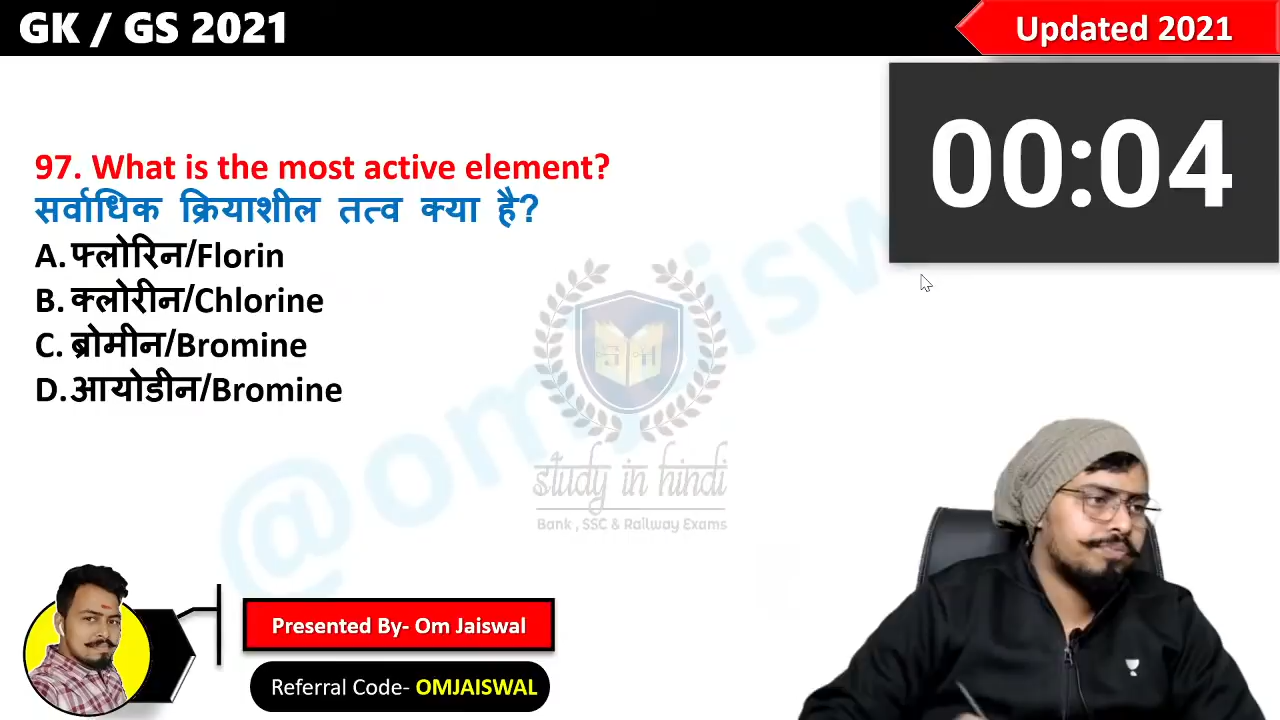 GK / GS 2021
Updated 2021
00:04
97. What is the most active element?
सर्वाधिक क्रियाशील तत्व क्या है?
A. फ्लोरिन/Florin
B. क्लोरीन/Chlorine
C. ब्रोमीन/Bromine
D. आयोडीन/Bromine
@omjaisw
study in hindi
Bank , SSC & Railway Exams
Presented By- Om Jaiswal
Referral Code- OMJAISWAL